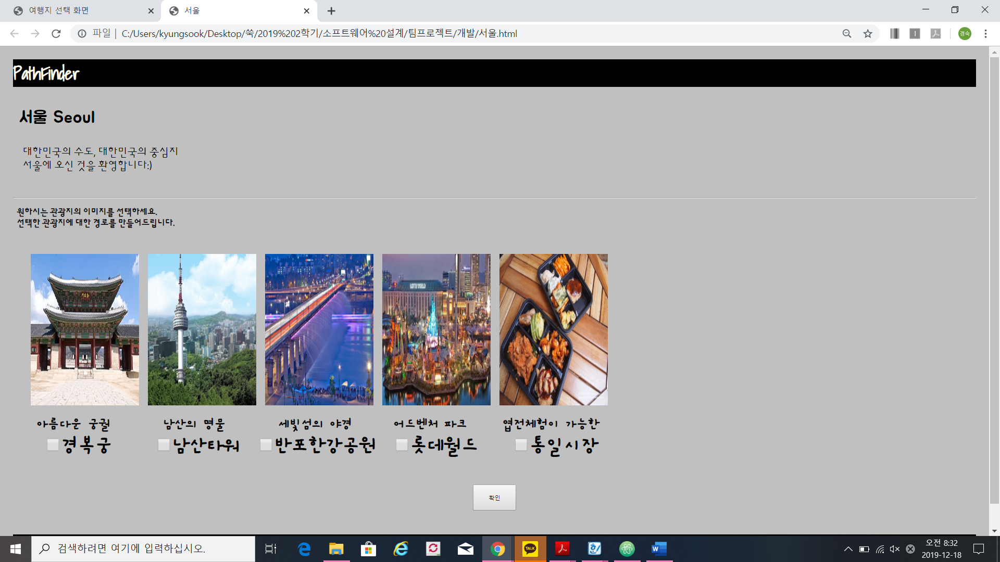 여행지 선택 화면
서울
파일 | C:/Users/kyungsook/Desktop/쑥/2019%202학기/소프트웨어%20설계/팀프로젝트/개발/서울.html
경숙
PathFinder
서울 Seoul
대한민국의 수도, 대한민국의 중심지
서울에 오신 것을 환영합니다:)
원하시는 관광지의 이미지를 선택하세요.
선택한 관광지에 대한 경로를 만들어드립니다.
LOTTE WORLD
아름다운 궁궐
경복궁
남산의 명물
남산타워
세빛섬의 야경
반포한강공원
어드벤처 파크
롯데월드
엽전체험이 가능한
통일시장
확인
검색하려면 여기에 입력하십시오.
TALK
오전 8:32
2019-12-18